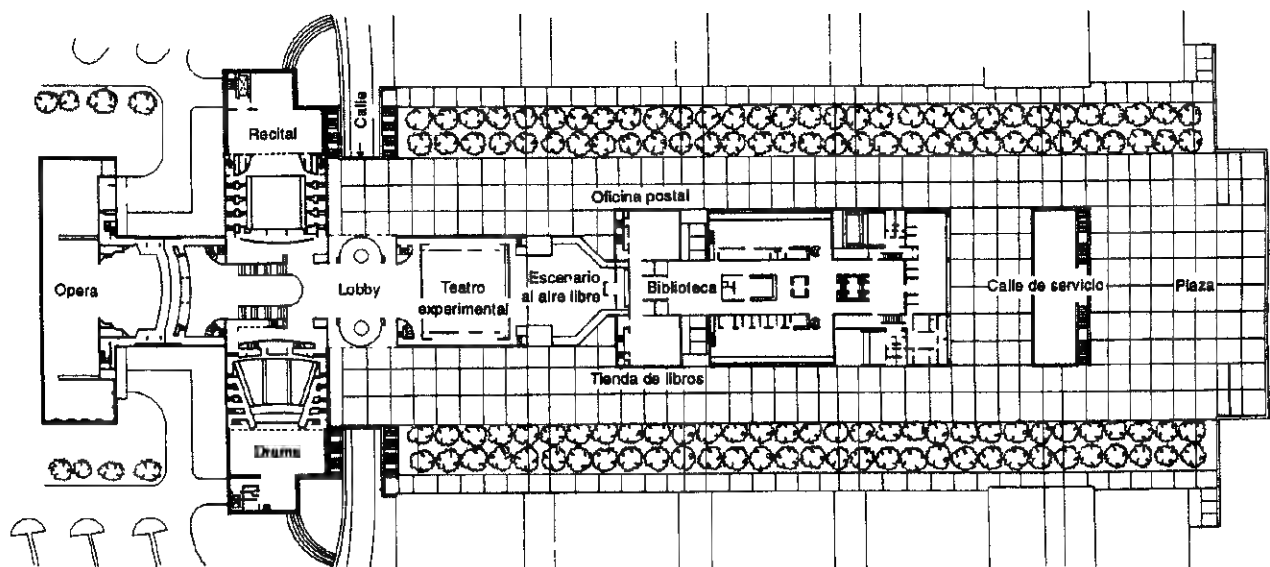 Calle
Recital
Oficina postal
Opera
Lobby
Teatro
experimental
Escenario
al aire libre
Biblioteca
Calle de servicio
Plaza
Tienda de libros
Drama